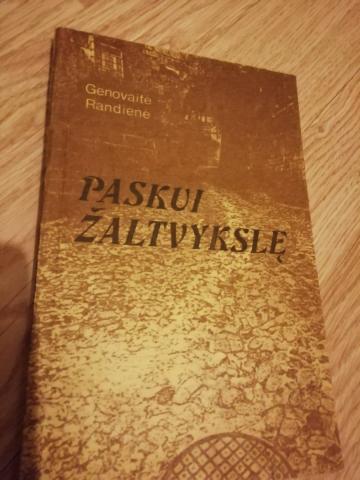 Genovaitė
Randienė
PASKUI
ŽALTVYKSLĘ